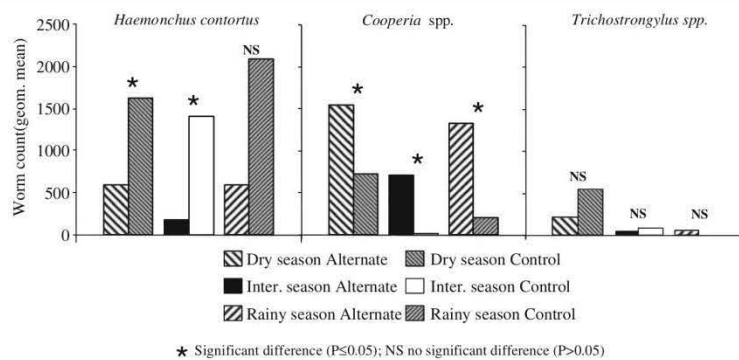 Haemonchus contortus Cooperia spp. Trichostrongylus spp.
Worm count(geom. mean)
2500
2000
1500
1000
500
0
* * NS
* * *
NS NS NS
Dry season Alternate Dry season Control
Inter. season Alternate Inter. season Control
Rainy season Alternate Rainy season Control
* Significant difference (P≤0.05); NS no significant difference (P>0.05)